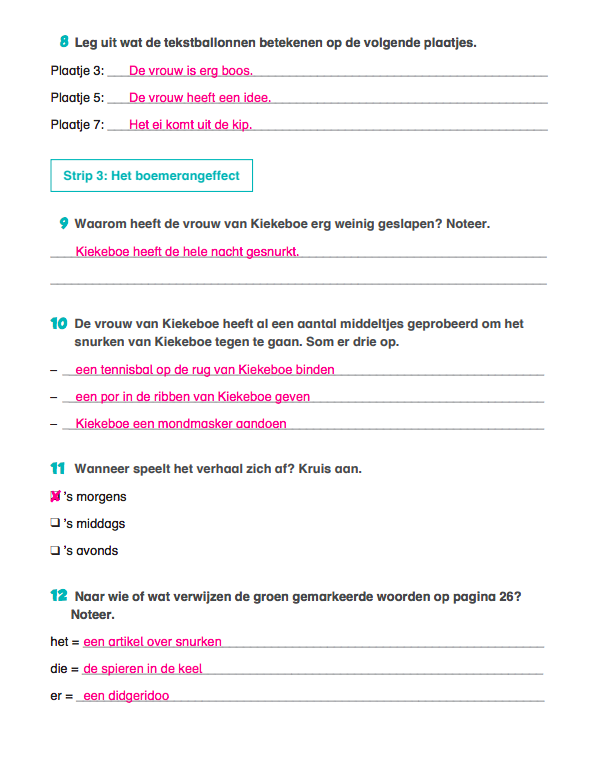 8 Leg uit wat de tekstballonnen betekenen op de volgende plaatjes.
Plaatje 3: De vrouw is erg boos.
Plaatje 5: De vrouw heeft een idee.
Plaatje 7: Het ei komt uit de kip.
Strip 3: Het boemerangeffect
9 Waarom heeft de vrouw van Kiekeboe erg weinig geslapen? Noteer.
Kiekeboe heeft de hele nacht gesnurkt.
10 De vrouw van Kiekeboe heeft al een aantal middeltjes geprobeerd om het
snurken van Kiekeboe tegen te gaan. Som er drie op.
– een tennisbal op de rug van Kiekeboe binden
– een por in de ribben van Kiekeboe geven
– Kiekeboe een mondmasker aandoen
11 Wanneer speelt het verhaal zich af? Kruis aan.
☒ 's morgens
❑ 's middags
❑ 's avonds
12 Naar wie of wat verwijzen de groen gemarkeerde woorden op pagina 26?
Noteer.
het = een artikel over snurken
die = de spieren in de keel
er = een didgeridoo